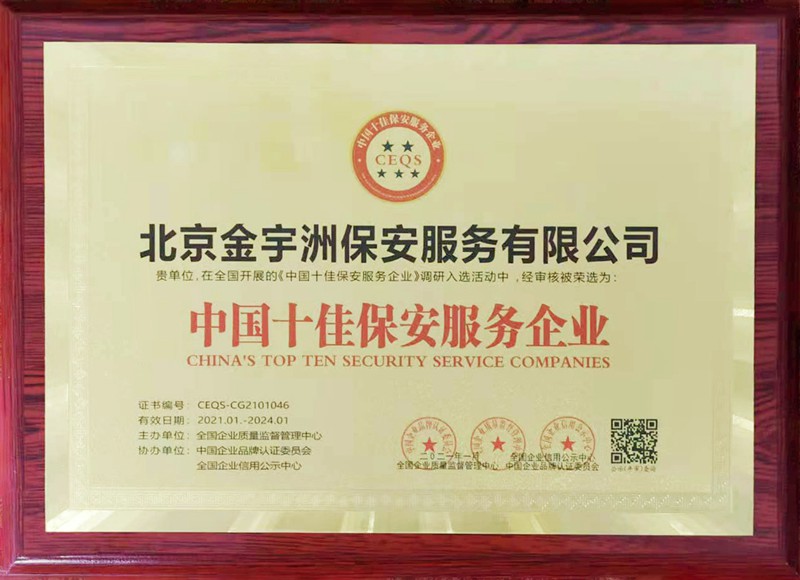 中国十佳保安服务企业
CEQS
北京金宇洲保安服务有限公司
贵单位,在全国开展的《中国十佳保安服务企业》调研入选活动中,经审核被荣选为:
中国十佳保安服务企业
CHINA'S TOP TEN SECURITY SERVICE COMPANIES
证书编号: CEQS-CG2101046
有效日期: 2021.01.-2024.01
主办单位: 全国企业质量监督管理中心
协办单位: 中国企业品牌认证委员会
全国企业信用公示中心
二〇二一年一月 全国企业信用公示中心
全国企业质量监督管理中心 中国企业品牌认证委员会